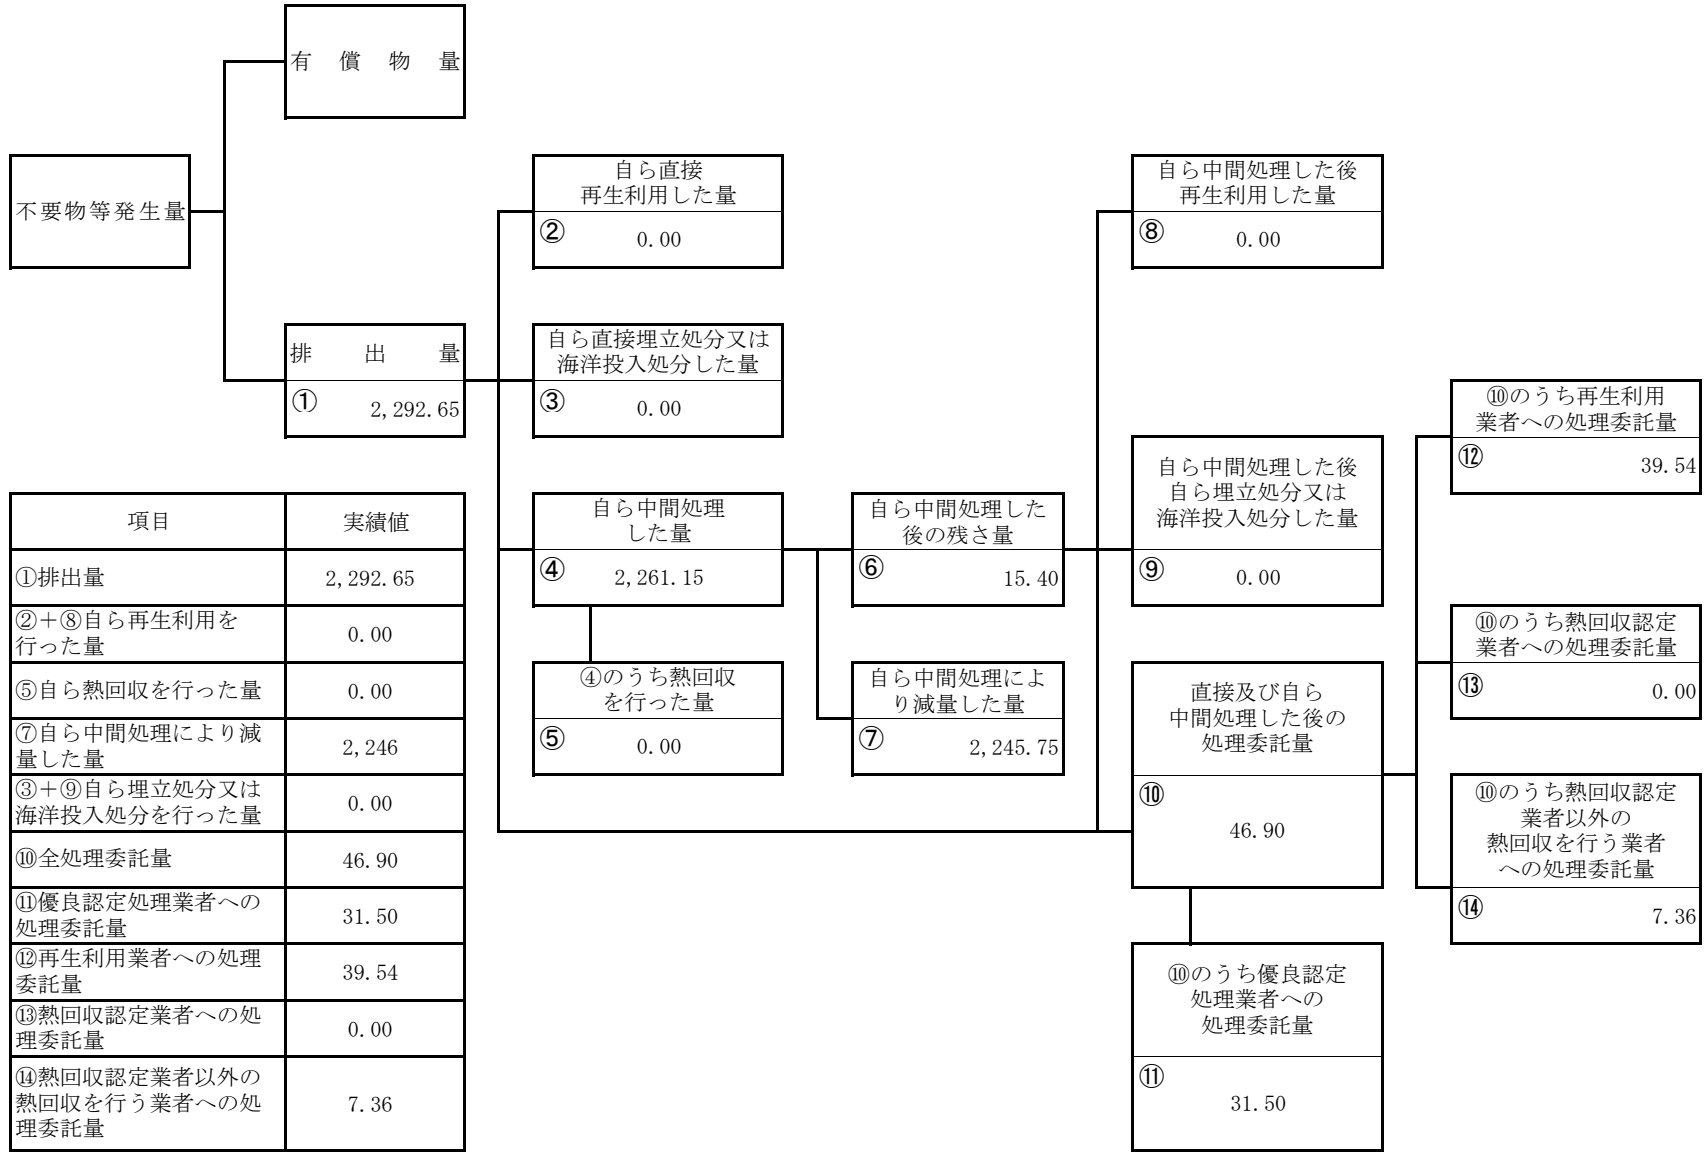 有償物量
不要物等発生量
排出量
① 2,292.65
自ら直接
再生利用した量
② 0.00
自ら直接埋立処分又は
海洋投入処分した量
③ 0.00
自ら中間処理
した量
④ 2,261.15
④のうち熱回収
を行った量
⑤ 0.00
自ら中間処理した
後の残さ量
⑥ 15.40
自ら中間処理によ
り減量した量
⑦ 2,245.75
自ら中間処理した後
再生利用した量
⑧ 0.00
自ら中間処理した後
自ら埋立処分又は
海洋投入処分した量
⑨ 0.00
直接及び自ら
中間処理した後の
処理委託量
⑩
46.90
⑩のうち優良認定
処理業者への
処理委託量
⑪
31.50
⑩のうち再生利用
業者への処理委託量
⑫ 39.54
⑩のうち熱回収認定
業者への処理委託量
⑬ 0.00
⑩のうち熱回収認定
業者以外の
熱回収を行う業者
への処理委託量
⑭ 7.36
項目 実績値
①排出量 2,292.65
②＋⑧自ら再生利用を
行った量 0.00
⑤自ら熱回収を行った量 0.00
⑦自ら中間処理により減
量した量 2,246
③＋⑨自ら埋立処分又は
海洋投入処分を行った量 0.00
⑩全処理委託量 46.90
⑪優良認定処理業者への
処理委託量 31.50
⑫再生利用業者への処理
委託量 39.54
⑬熱回収認定業者への処
理委託量 0.00
⑭熱回収認定業者以外の
熱回収を行う業者への処
理委託量 7.36